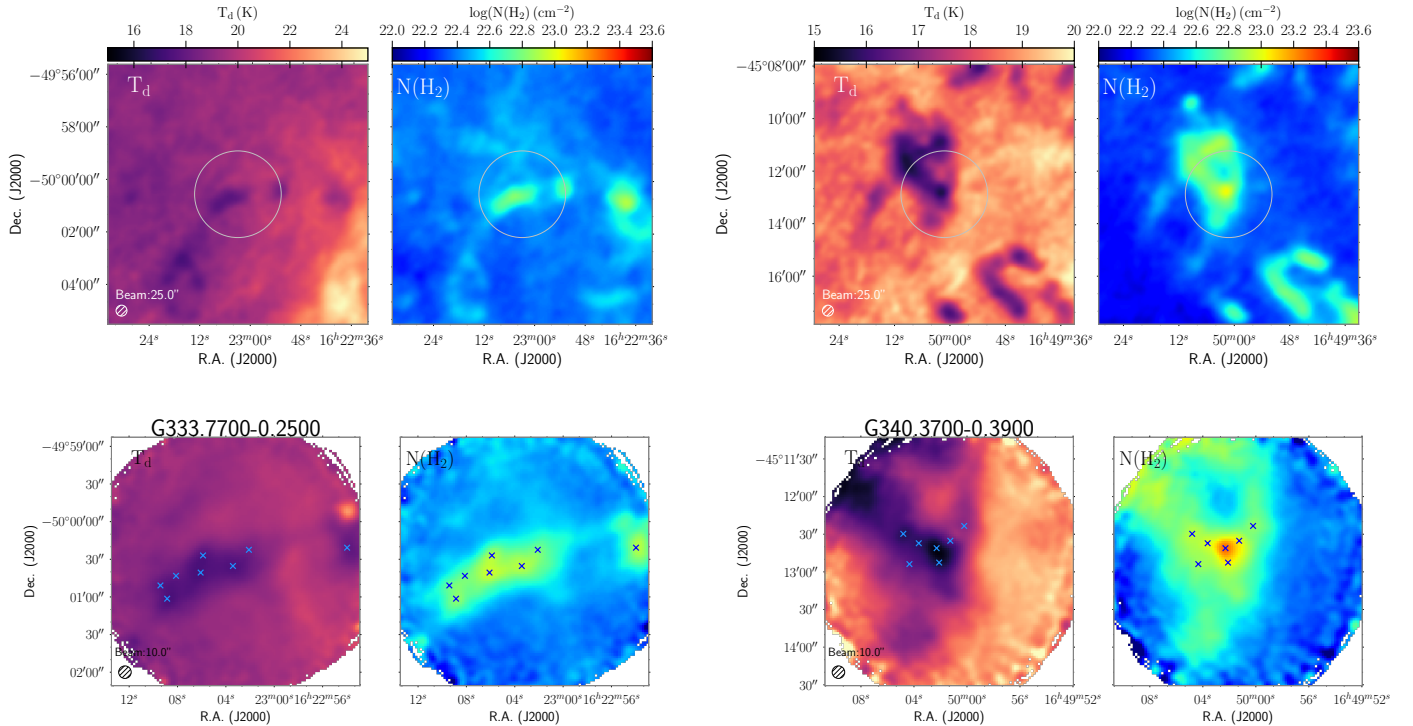 T_d (K) log(N(H_2) (cm^−2) T_d (K) log(N(H_2) (cm^−2)
16 18 20 22 24 22.0 22.2 22.4 22.6 22.8 23.0 23.2 23.4 23.6 15 16 17 18 19 20 22.0 22.2 22.4 22.6 22.8 23.0 23.2 23.4 23.6
T_d N(H_2) T_d N(H_2)
−49°56′00″
58′00″
−50°00′00″
02′00″
04′00″
Dec. (J2000)
Beam:25.0"
24^s 12^s 23^m00^s 48^s 24^s 12^s 23^m00^s 48^s 16^h22^m36^s
R.A. (J2000) R.A. (J2000)
−45°08′00″
10′00″
12′00″
14′00″
16′00″
Dec. (J2000)
Beam:25.0"
24^s 12^s 50^m00^s 48^s 24^s 12^s 50^m00^s 48^s 16^h49^m36^s
R.A. (J2000) R.A. (J2000)
G333.7700-0.2500
T_d N(H_2)
−49°59′00″
30″
−50°00′00″
30″
01′00″
30″
02′00″
Dec. (J2000)
Beam:10.0"
12^s 08^s 04^s 23^m00^s 16^h22^m56^s 12^s 08^s 04^s 23^m00^s 16^h22^m56^s
R.A. (J2000) R.A. (J2000)
G340.3700-0.3900
N(H_2)
−45°11′30″
12′00″
30″
13′00″
30″
14′00″
30″
Dec. (J2000)
Beam:10.0"
08^s 04^s 50^m00^s 56^s 16^h49^m52^s 08^s 04^s 50^m00^s 56^s 16^h49^m52^s
R.A. (J2000) R.A. (J2000)